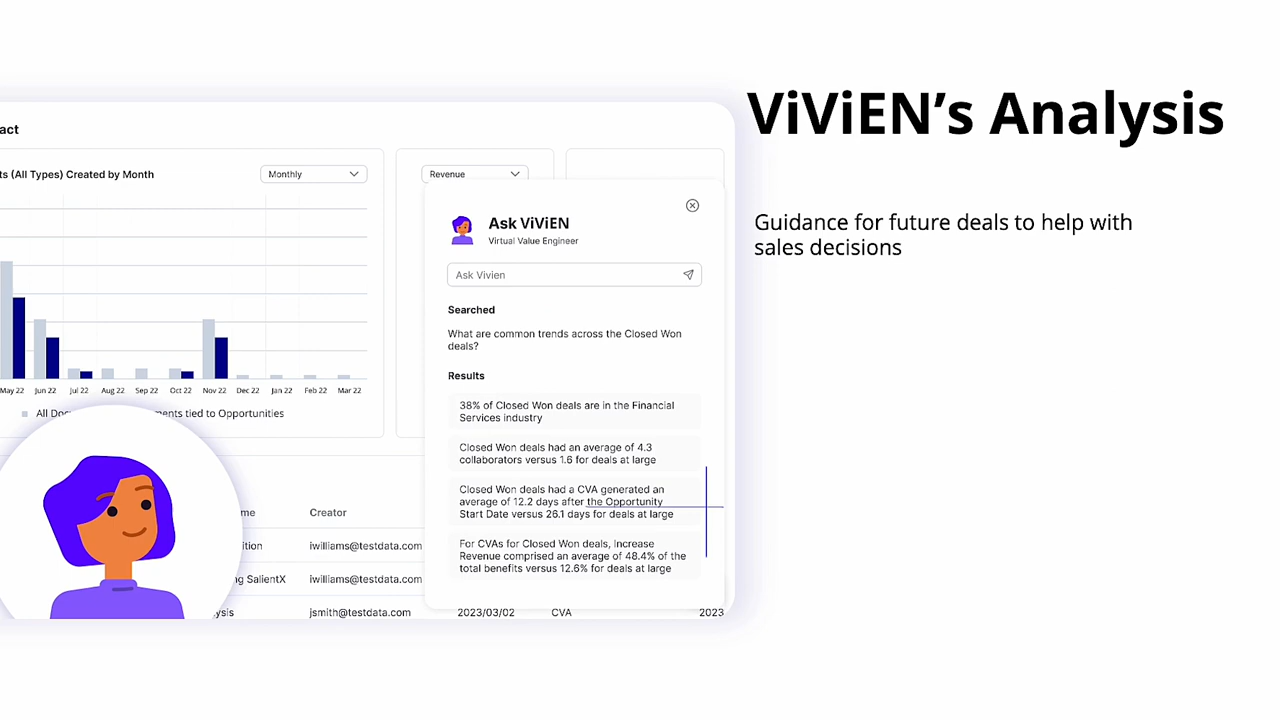 ViViEN’s Analysis
Guidance for future deals to help with
sales decisions
act
ts (All Types) Created by Month
Monthly
Revenue
May 22 Jun 22 Jul 22 Aug 22 Sep 22 Oct 22 Nov 22 Dec 22 Jan 22 Feb 22 Mar 22
All Doc ments tied to Opportunities
Ask ViViEN
Virtual Value Engineer
Ask Vivien
Searched
What are common trends across the Closed Won
deals?
Results
38% of Closed Won deals are in the Financial
Services industry
Closed Won deals had an average of 4.3
collaborators versus 1.6 for deals at large
Closed Won deals had a CVA generated an
average of 12.2 days after the Opportunity
Start Date versus 26.1 days for deals at large
For CVAs for Closed Won deals, Increase
Revenue comprised an average of 48.4% of the
total benefits versus 12.6% for deals at large
me Creator
ition iwilliams@testdata.com
ng SalientX iwilliams@testdata.com
ysis jsmith@testdata.com 2023/03/02 CVA 2023